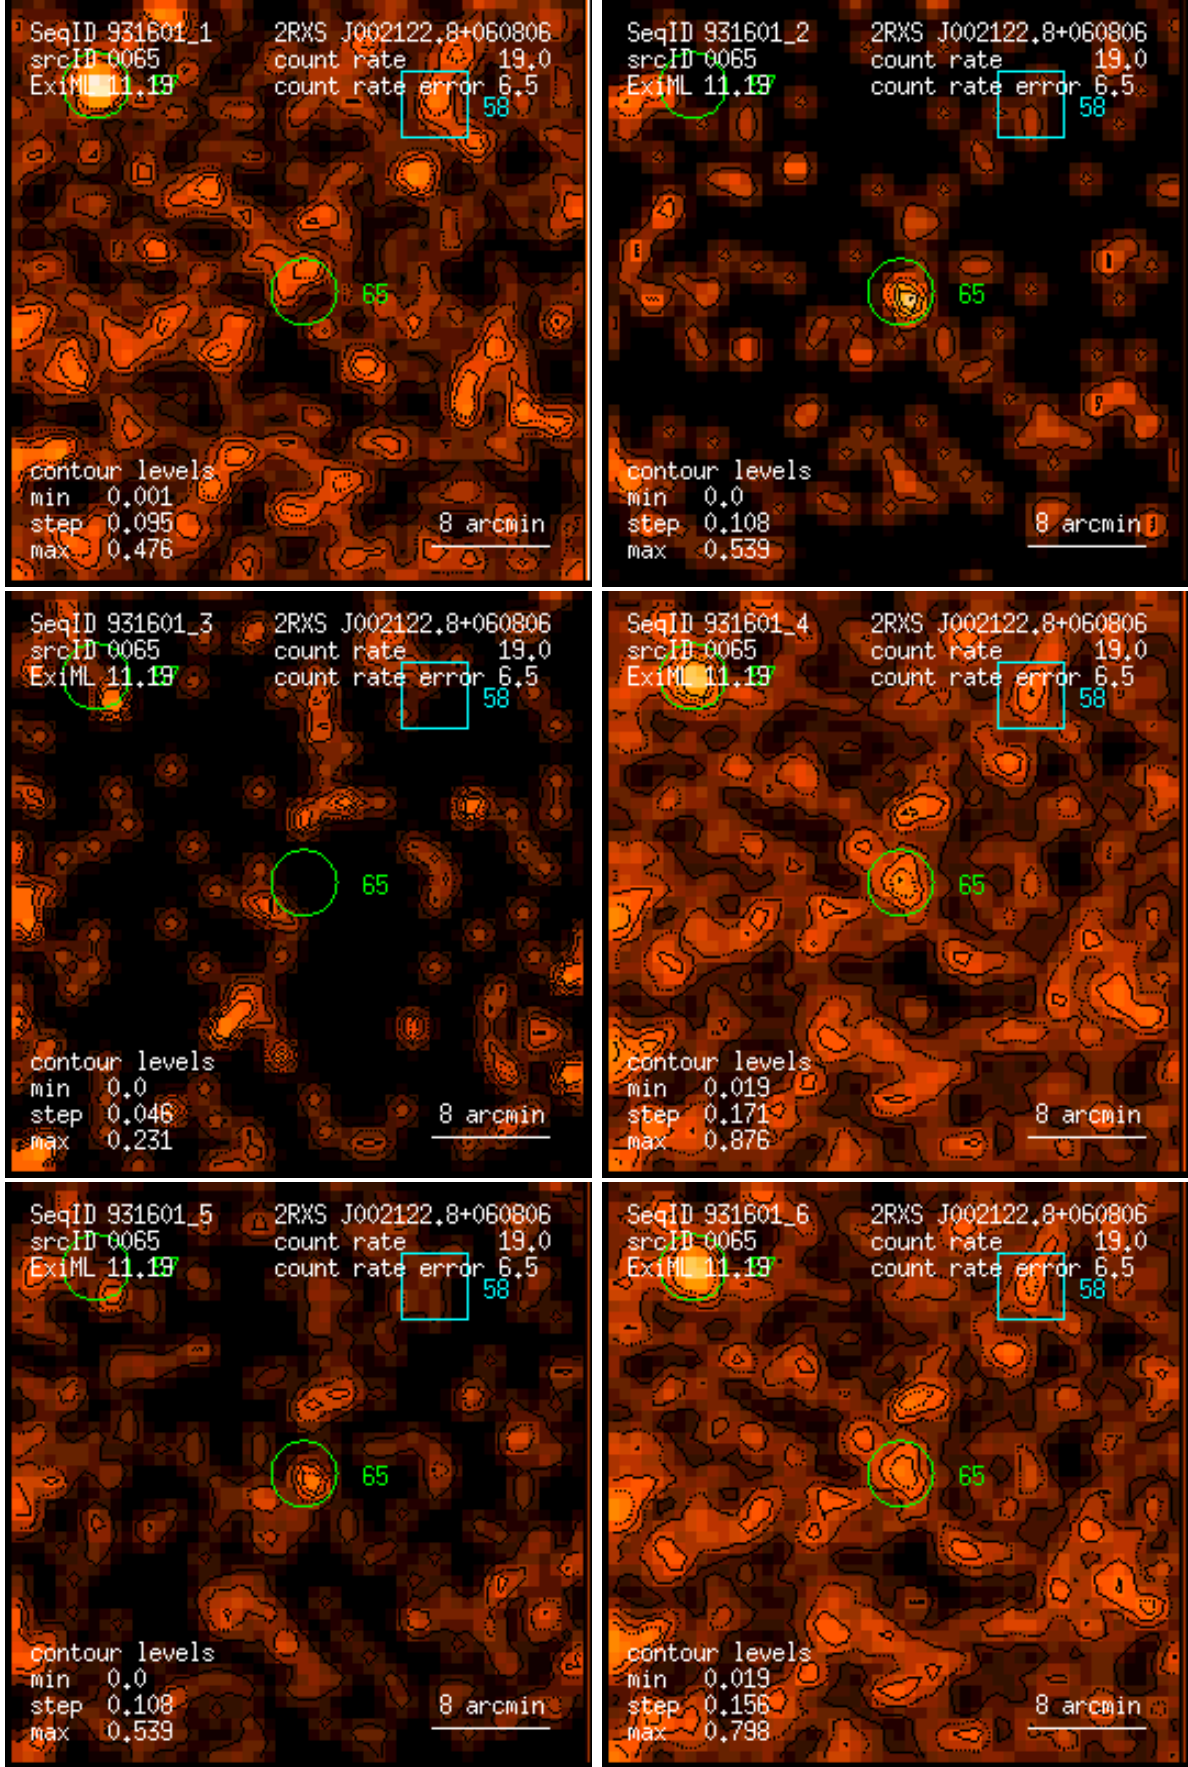 SeqID 931601_1 2RXS J002122.8+060806
srcID 0065 count rate 19.0
ExiML 11.19 count rate error 6.5
58
65
contour levels
min 0.001
step 0.095
max 0.476
8 arcmin
SeqID 931601_2 2RXS J002122.8+060806
srcID 0065 count rate 19.0
ExiML 11.19 count rate error 6.5
58
65
contour levels
min 0.0
step 0.108
max 0.539
8 arcmin
SeqID 931601_3 2RXS J002122.8+060806
srcID 0065 count rate 19.0
ExiML 11.19 count rate error 6.5
58
65
contour levels
min 0.0
step 0.046
max 0.231
8 arcmin
SeqID 931601_4 2RXS J002122.8+060806
srcID 0065 count rate 19.0
ExiML 11.19 count rate error 6.5
58
65
contour levels
min 0.019
step 0.171
max 0.876
8 arcmin
SeqID 931601_5 2RXS J002122.8+060806
srcID 0065 count rate 19.0
ExiML 11.19 count rate error 6.5
58
65
contour levels
min 0.0
step 0.108
max 0.539
8 arcmin
SeqID 931601_6 2RXS J002122.8+060806
srcID 0065 count rate 19.0
ExiML 11.19 count rate error 6.5
58
65
contour levels
min 0.019
step 0.156
max 0.798
8 arcmin